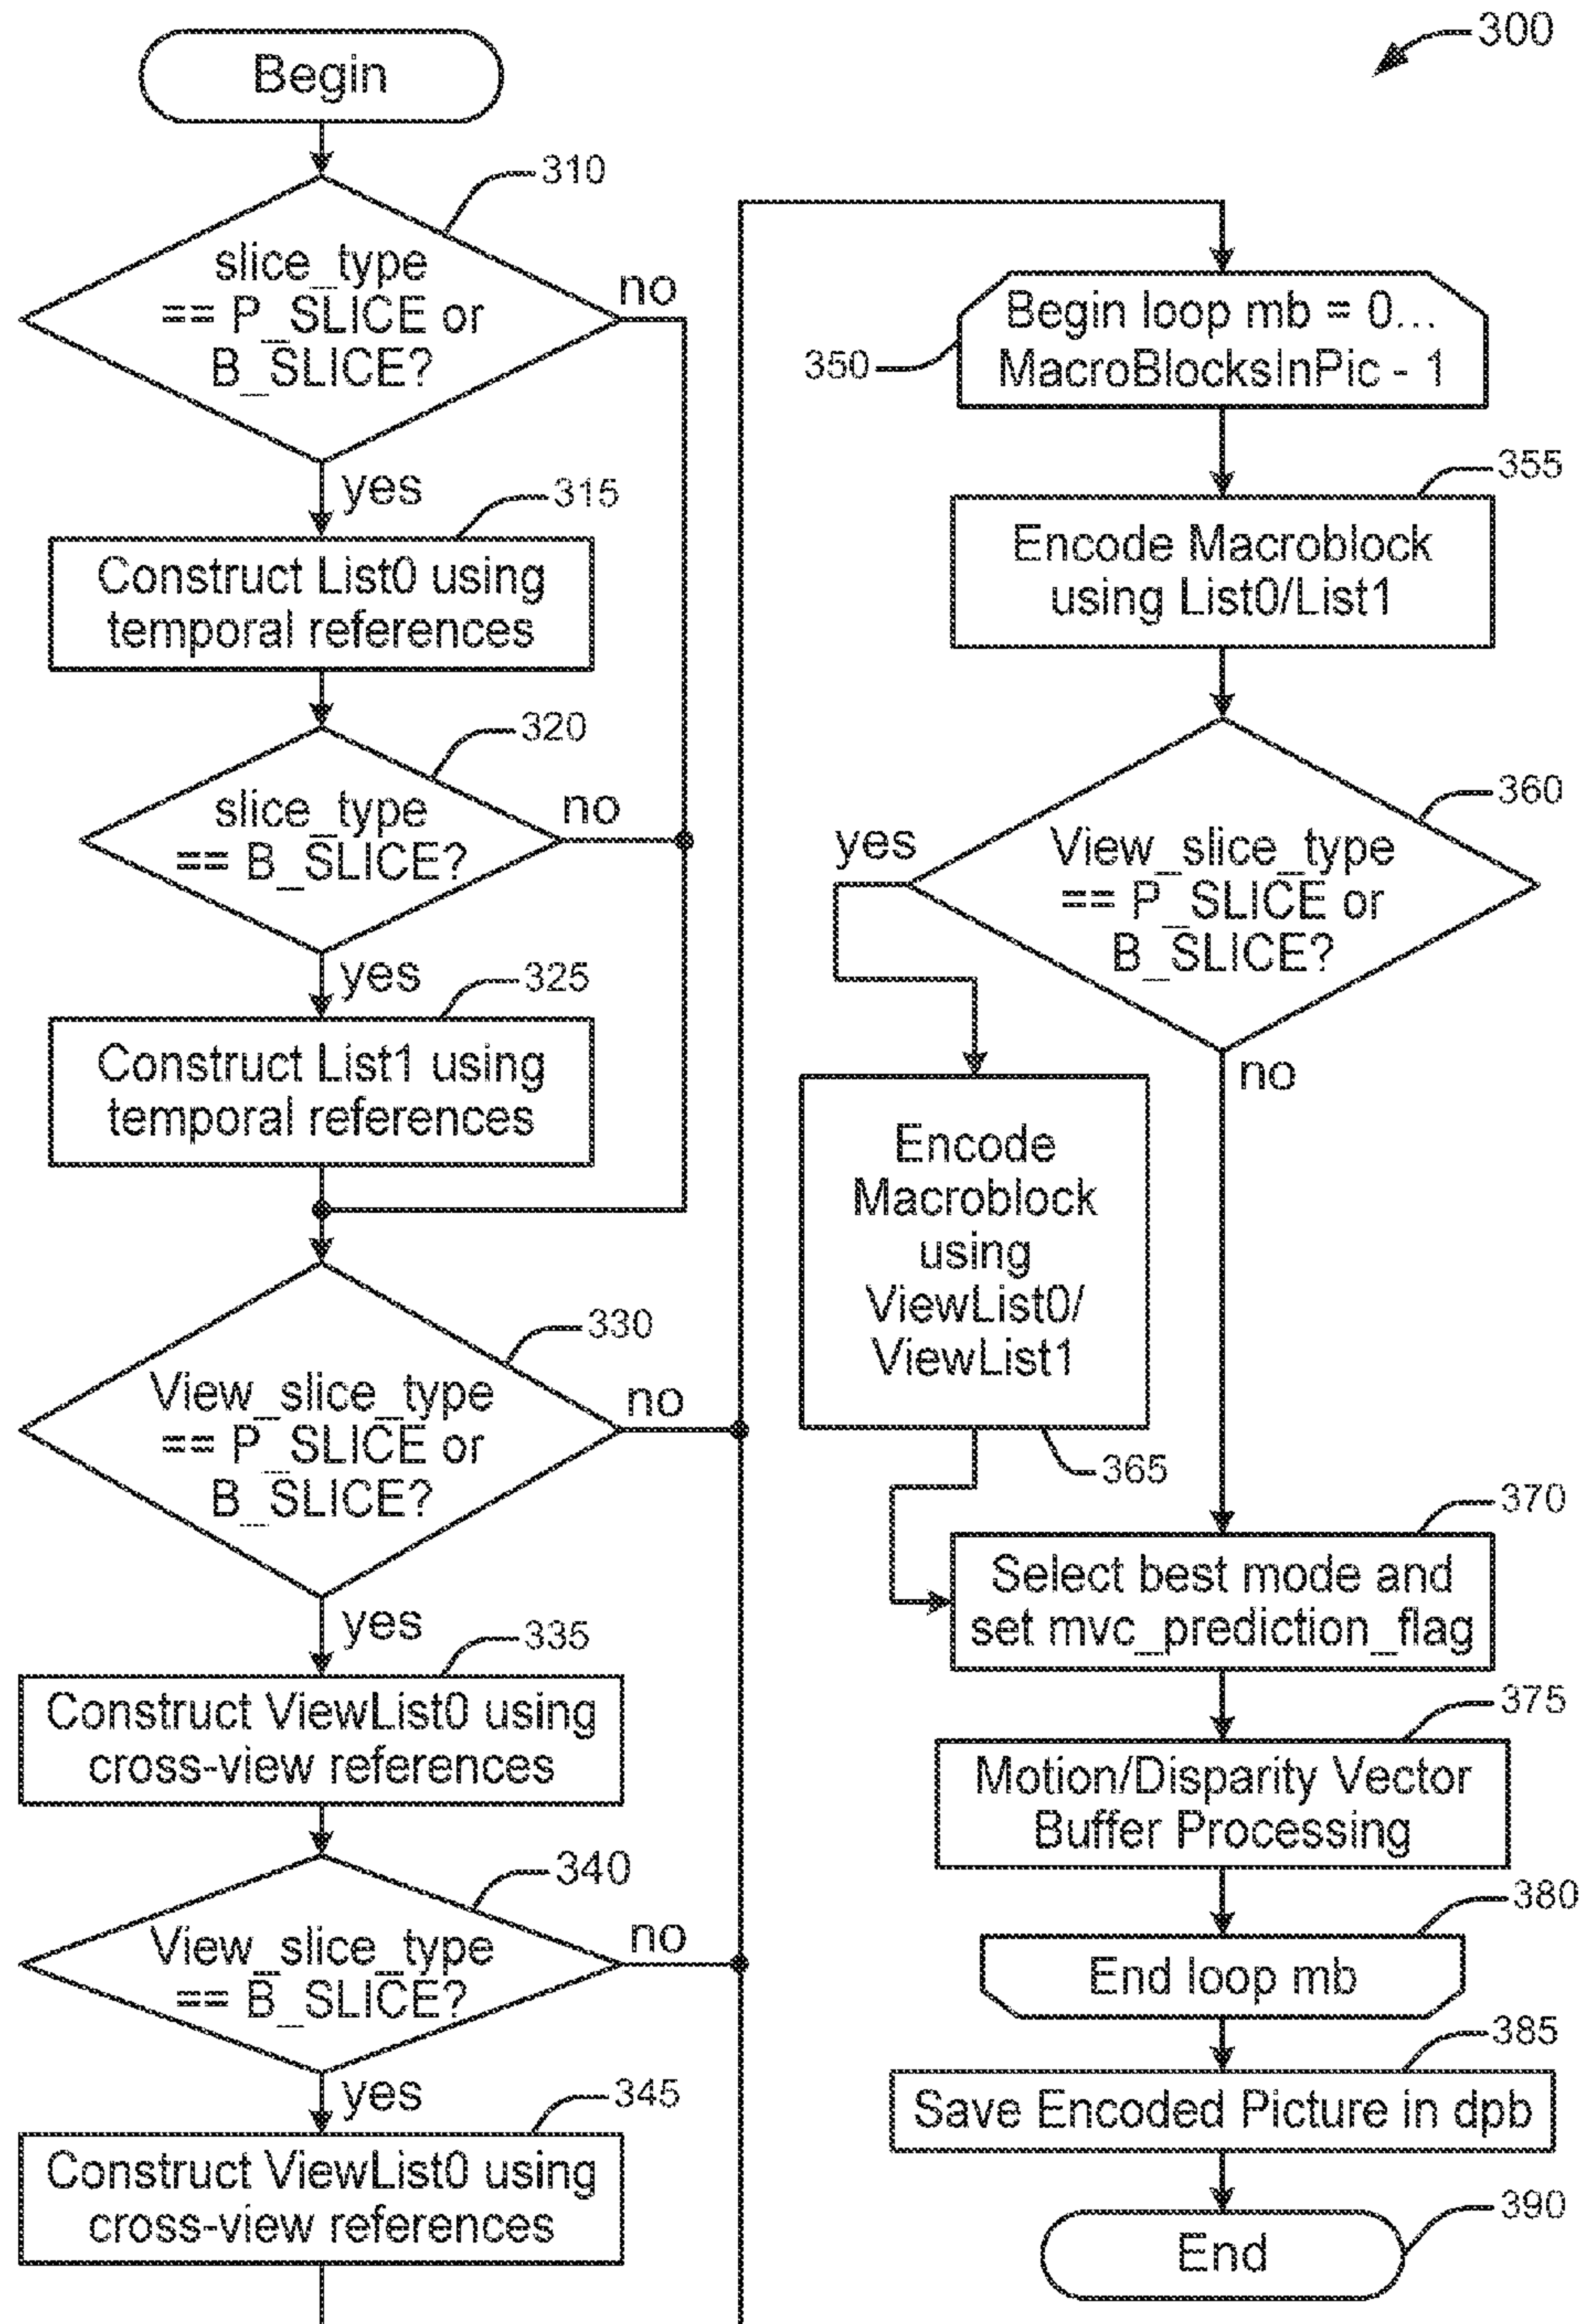 300
Begin
310
slice_type
== P_SLICE or
B_SLICE?
no
yes
315
Construct List0 using
temporal references
320
slice_type
== B_SLICE?
no
yes
325
Construct List1 using
temporal references
330
View_slice_type
== P_SLICE or
B_SLICE?
no
yes
335
Construct ViewList0 using
cross-view references
340
View_slice_type
== B_SLICE?
no
yes
345
Construct ViewList0 using
cross-view references
350
Begin loop mb = 0...
MacroBlocksInPic - 1
355
Encode Macroblock
using List0/List1
360
View_slice_type
== P_SLICE or
B_SLICE?
yes
no
Encode
Macroblock
using
ViewList0/
ViewList1
365
370
Select best mode and
set mvc_prediction_flag
375
Motion/Disparity Vector
Buffer Processing
380
End loop mb
385
Save Encoded Picture in dpb
390
End